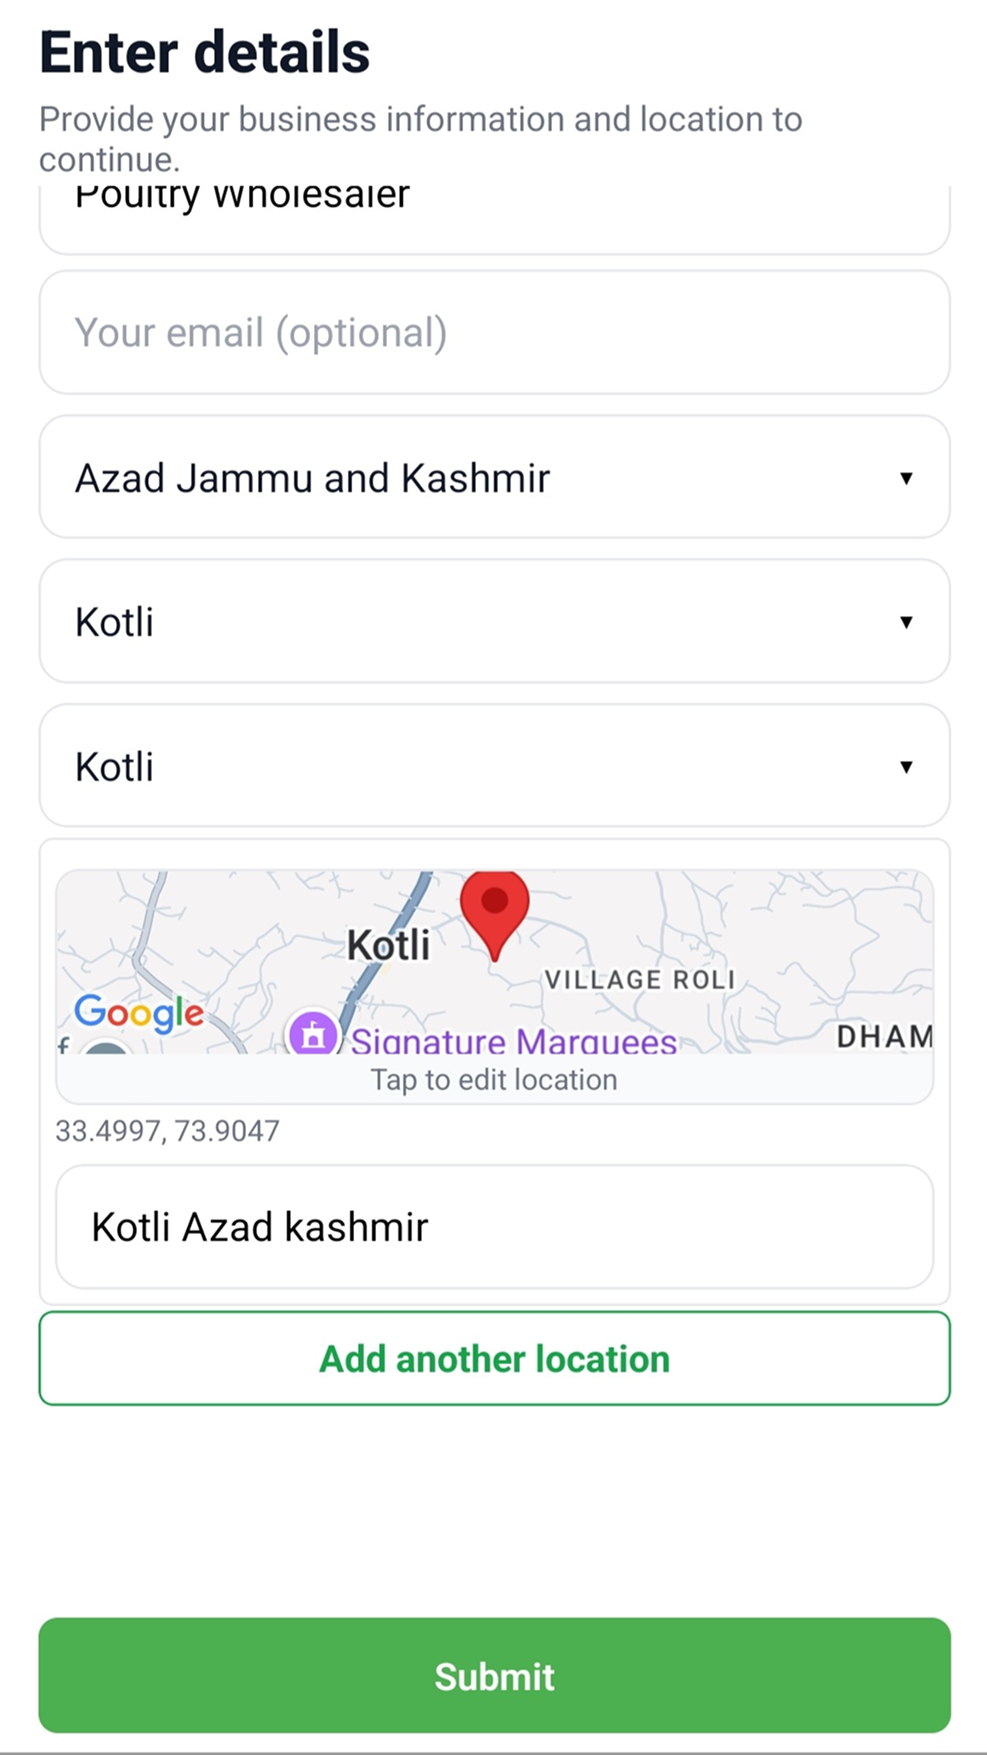 Enter details
Provide your business information and location to
continue.
Poultry Wholesaler
Your email (optional)
Azad Jammu and Kashmir
Kotli
Kotli
Kotli
VILLAGE ROLI
Google
DHAM
f
Signature Marquees
Tap to edit location
33.4997, 73.9047
Kotli Azad kashmir
Add another location
Submit